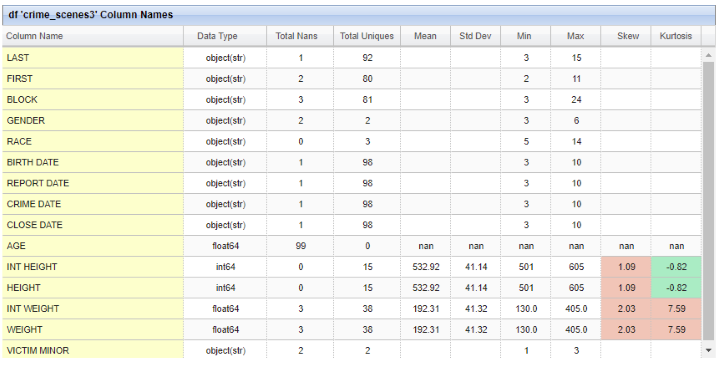 df 'crime_scenes3' Column Names
Column Name Data Type Total Nans Total Uniques Mean Std Dev Min Max Skew Kurtosis
LAST object(str) 1 92 3 15
FIRST object(str) 2 80 2 11
BLOCK object(str) 3 81 3 24
GENDER object(str) 2 2 3 6
RACE object(str) 0 3 5 14
BIRTH DATE object(str) 1 98 3 10
REPORT DATE object(str) 1 98 3 10
CRIME DATE object(str) 1 98 3 10
CLOSE DATE object(str) 1 98 3 10
AGE float64 99 0 nan nan nan nan nan nan
INT HEIGHT int64 0 15 532.92 41.14 501 605 1.09 -0.82
HEIGHT int64 0 15 532.92 41.14 501 605 1.09 -0.82
INT WEIGHT float64 3 38 192.31 41.32 130.0 405.0 2.03 7.59
WEIGHT float64 3 38 192.31 41.32 130.0 405.0 2.03 7.59
VICTIM MINOR object(str) 2 2 1 3